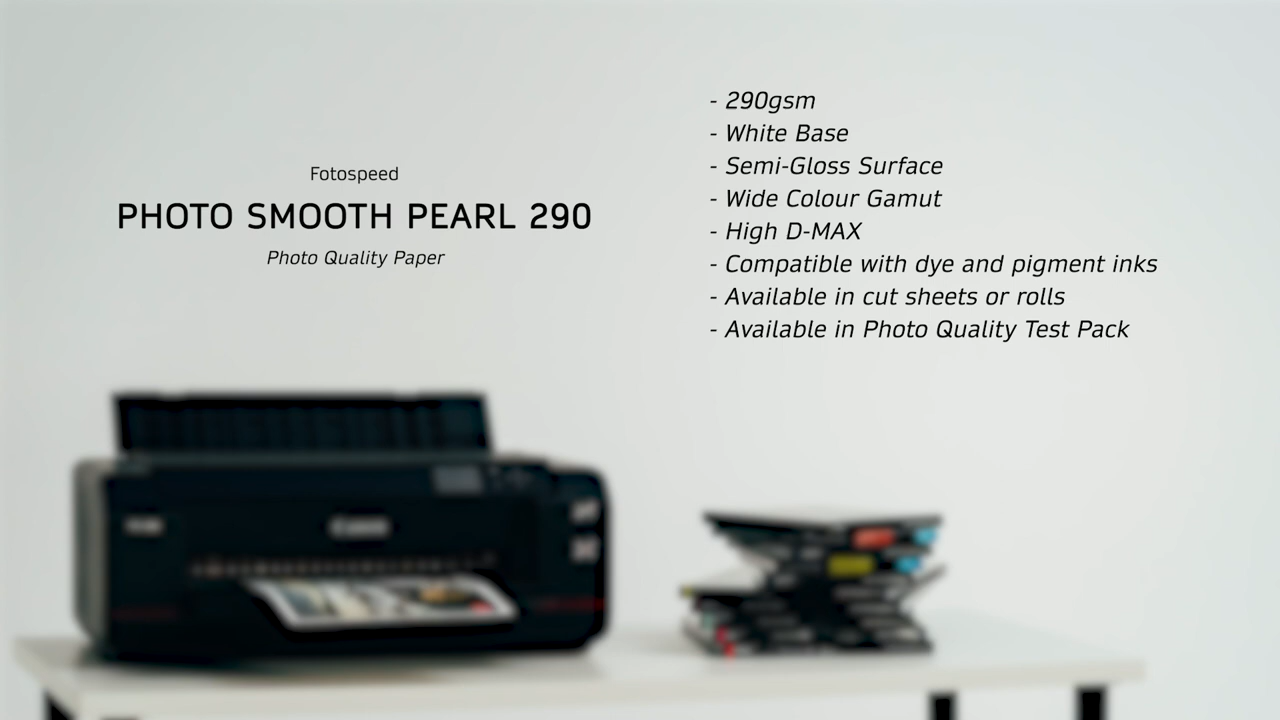 Fotospeed
PHOTO SMOOTH PEARL 290
Photo Quality Paper
- 290gsm
- White Base
- Semi-Gloss Surface
- Wide Colour Gamut
- High D-MAX
- Compatible with dye and pigment inks
- Available in cut sheets or rolls
- Available in Photo Quality Test Pack
Canon